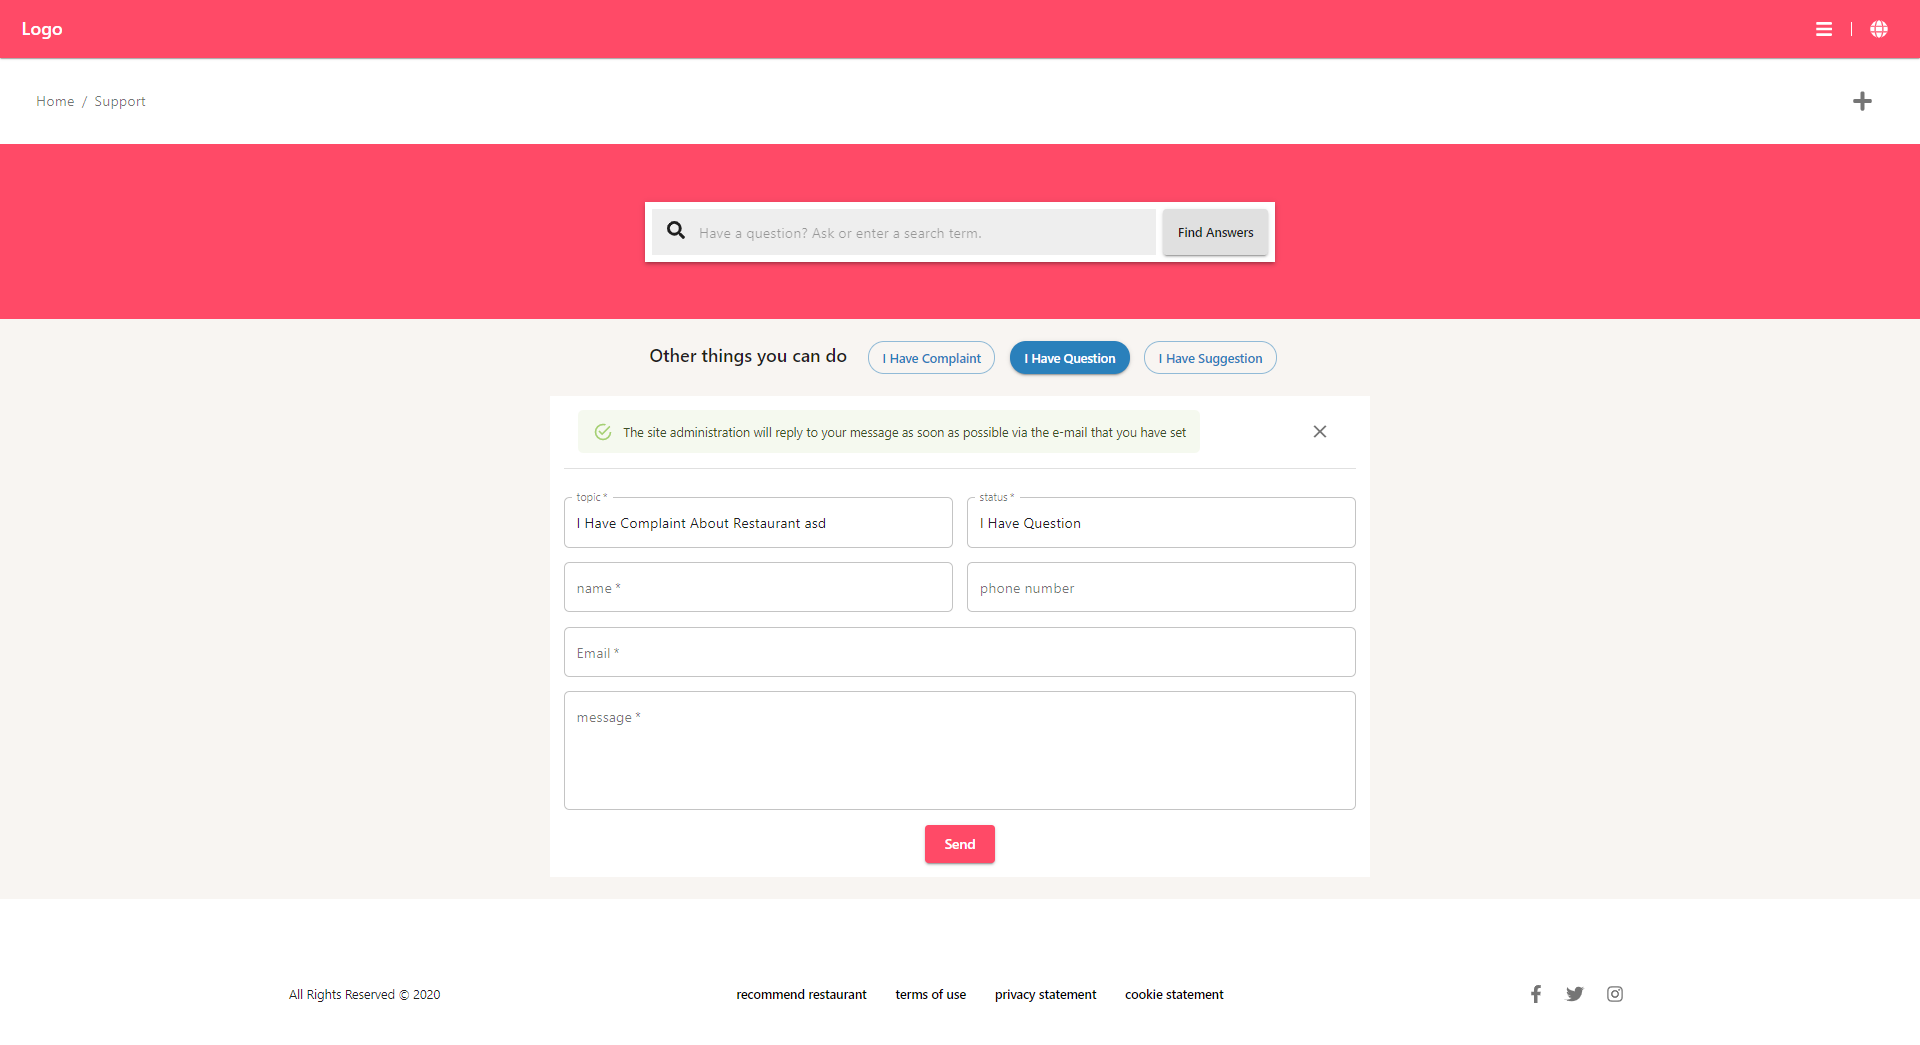 Logo
Home / Support
Have a question? Ask or enter a search term.
Find Answers
Other things you can do
I Have Complaint
I Have Question
I Have Suggestion
The site administration will reply to your message as soon as possible via the e-mail that you have set
topic *
I Have Complaint About Restaurant asd
status *
I Have Question
name *
phone number
Email *
message *
Send
All Rights Reserved © 2020
recommend restaurant
terms of use
privacy statement
cookie statement